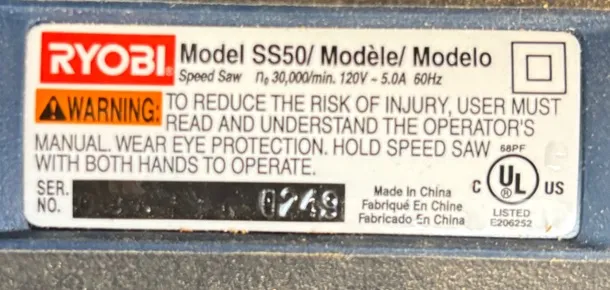 RYOBI
Model SS50/ Modèle/ Modelo
Speed Saw n₀ 30,000/min. 120V ~ 5.0A 60Hz
WARNING: TO REDUCE THE RISK OF INJURY, USER MUST
READ AND UNDERSTAND THE OPERATOR'S
MANUAL. WEAR EYE PROTECTION. HOLD SPEED SAW
WITH BOTH HANDS TO OPERATE.
SER.
NO.
0249
Made In China
Fabriqué En Chine
Fabricado En China
68PF
C UL US
®
LISTED
E206252